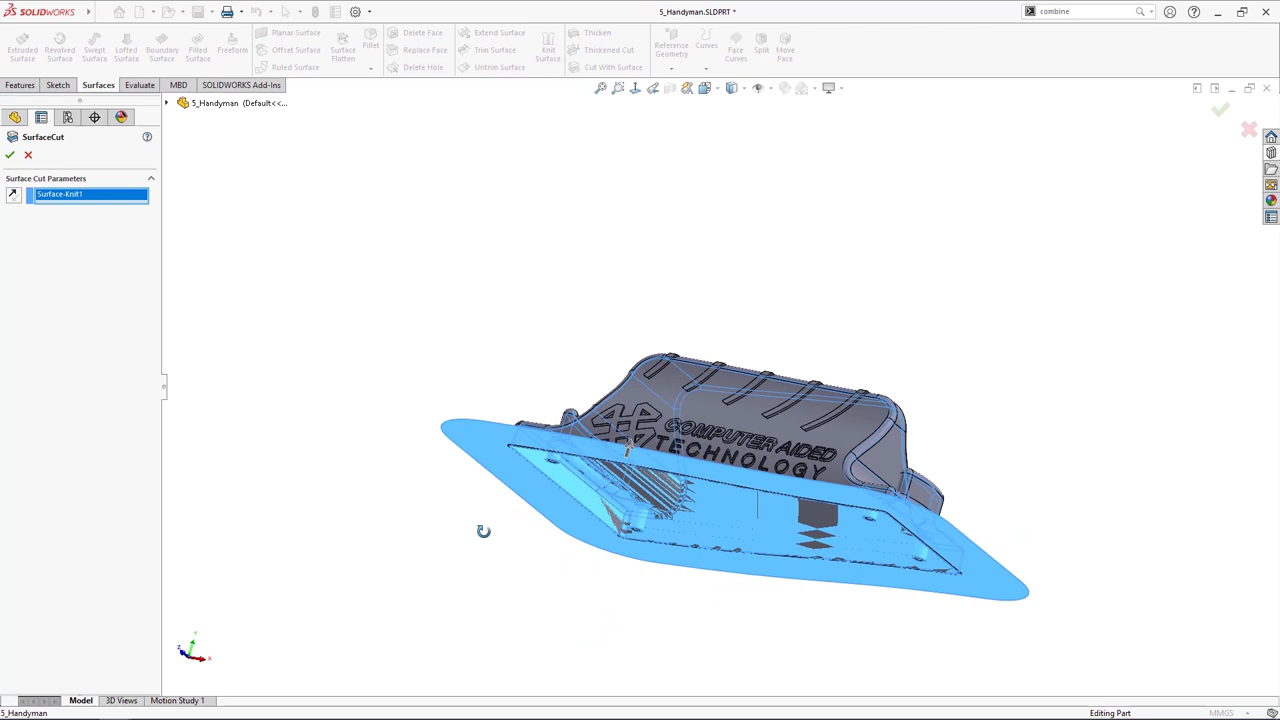 SOLIDWORKS
5_Handyman.SLDPRT *
combine
Extruded Surface
Revolved Surface
Swept Surface
Lofted Surface
Boundary Surface
Filled Surface
Freeform
Planar Surface
Offset Surface
Ruled Surface
Surface Flatten
Fillet
Delete Face
Replace Face
Delete Hole
Extend Surface
Trim Surface
Untrim Surface
Knit Surface
Thicken
Thickened Cut
Cut With Surface
Reference Geometry
Curves
Face Curves
Split
Move Face
Features
Sketch
Surfaces
Evaluate
MBD
SOLIDWORKS Add-Ins
5_Handyman (Default<<...
SurfaceCut
Surface Cut Parameters
Surface-Knit1
COMPUTER AIDED
TECHNOLOGY
Y
Z
X
Model
3D Views
Motion Study 1
5_Handyman
Editing Part
MMGS